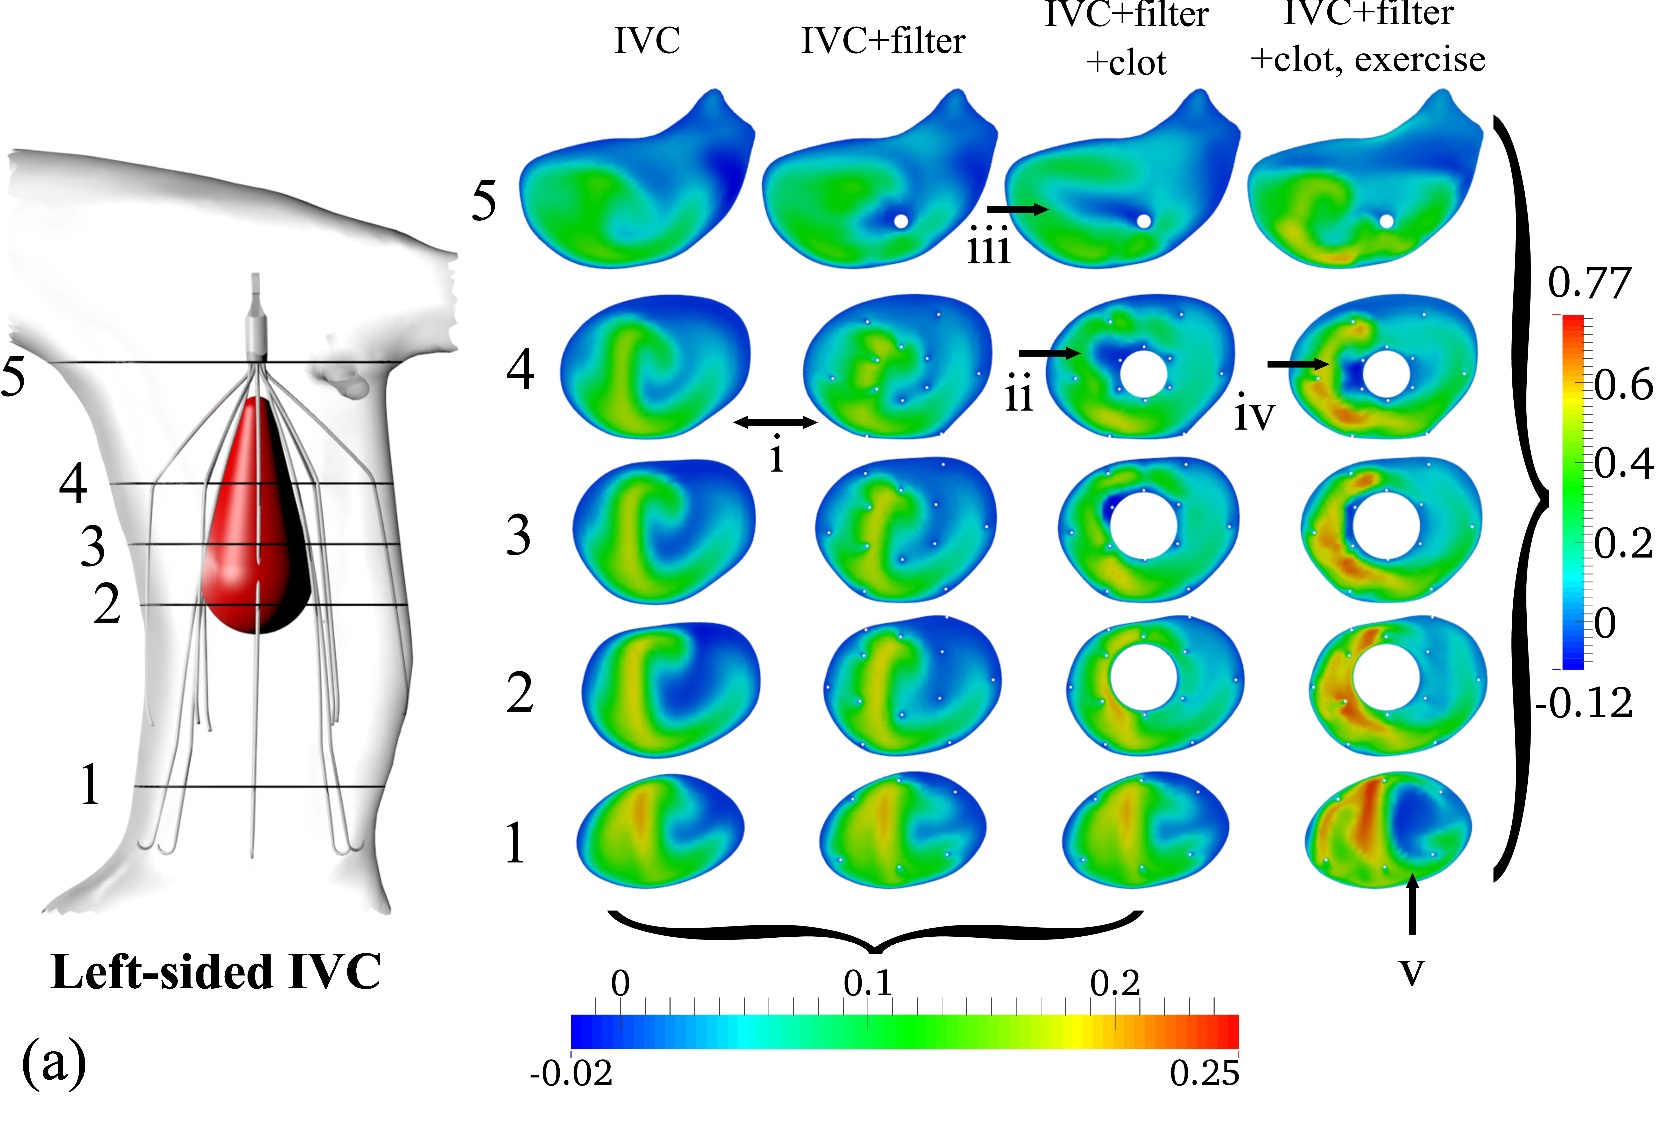 IVC
IVC+filter
IVC+filter
+clot
IVC+filter
+clot, exercise
5
4
3
2
1
5
4
3
2
1
iii
ii
i
iv
v
0.77
0.6
0.4
0.2
0
-0.12
0 0.1 0.2
-0.02 0.25
Left-sided IVC
(a)